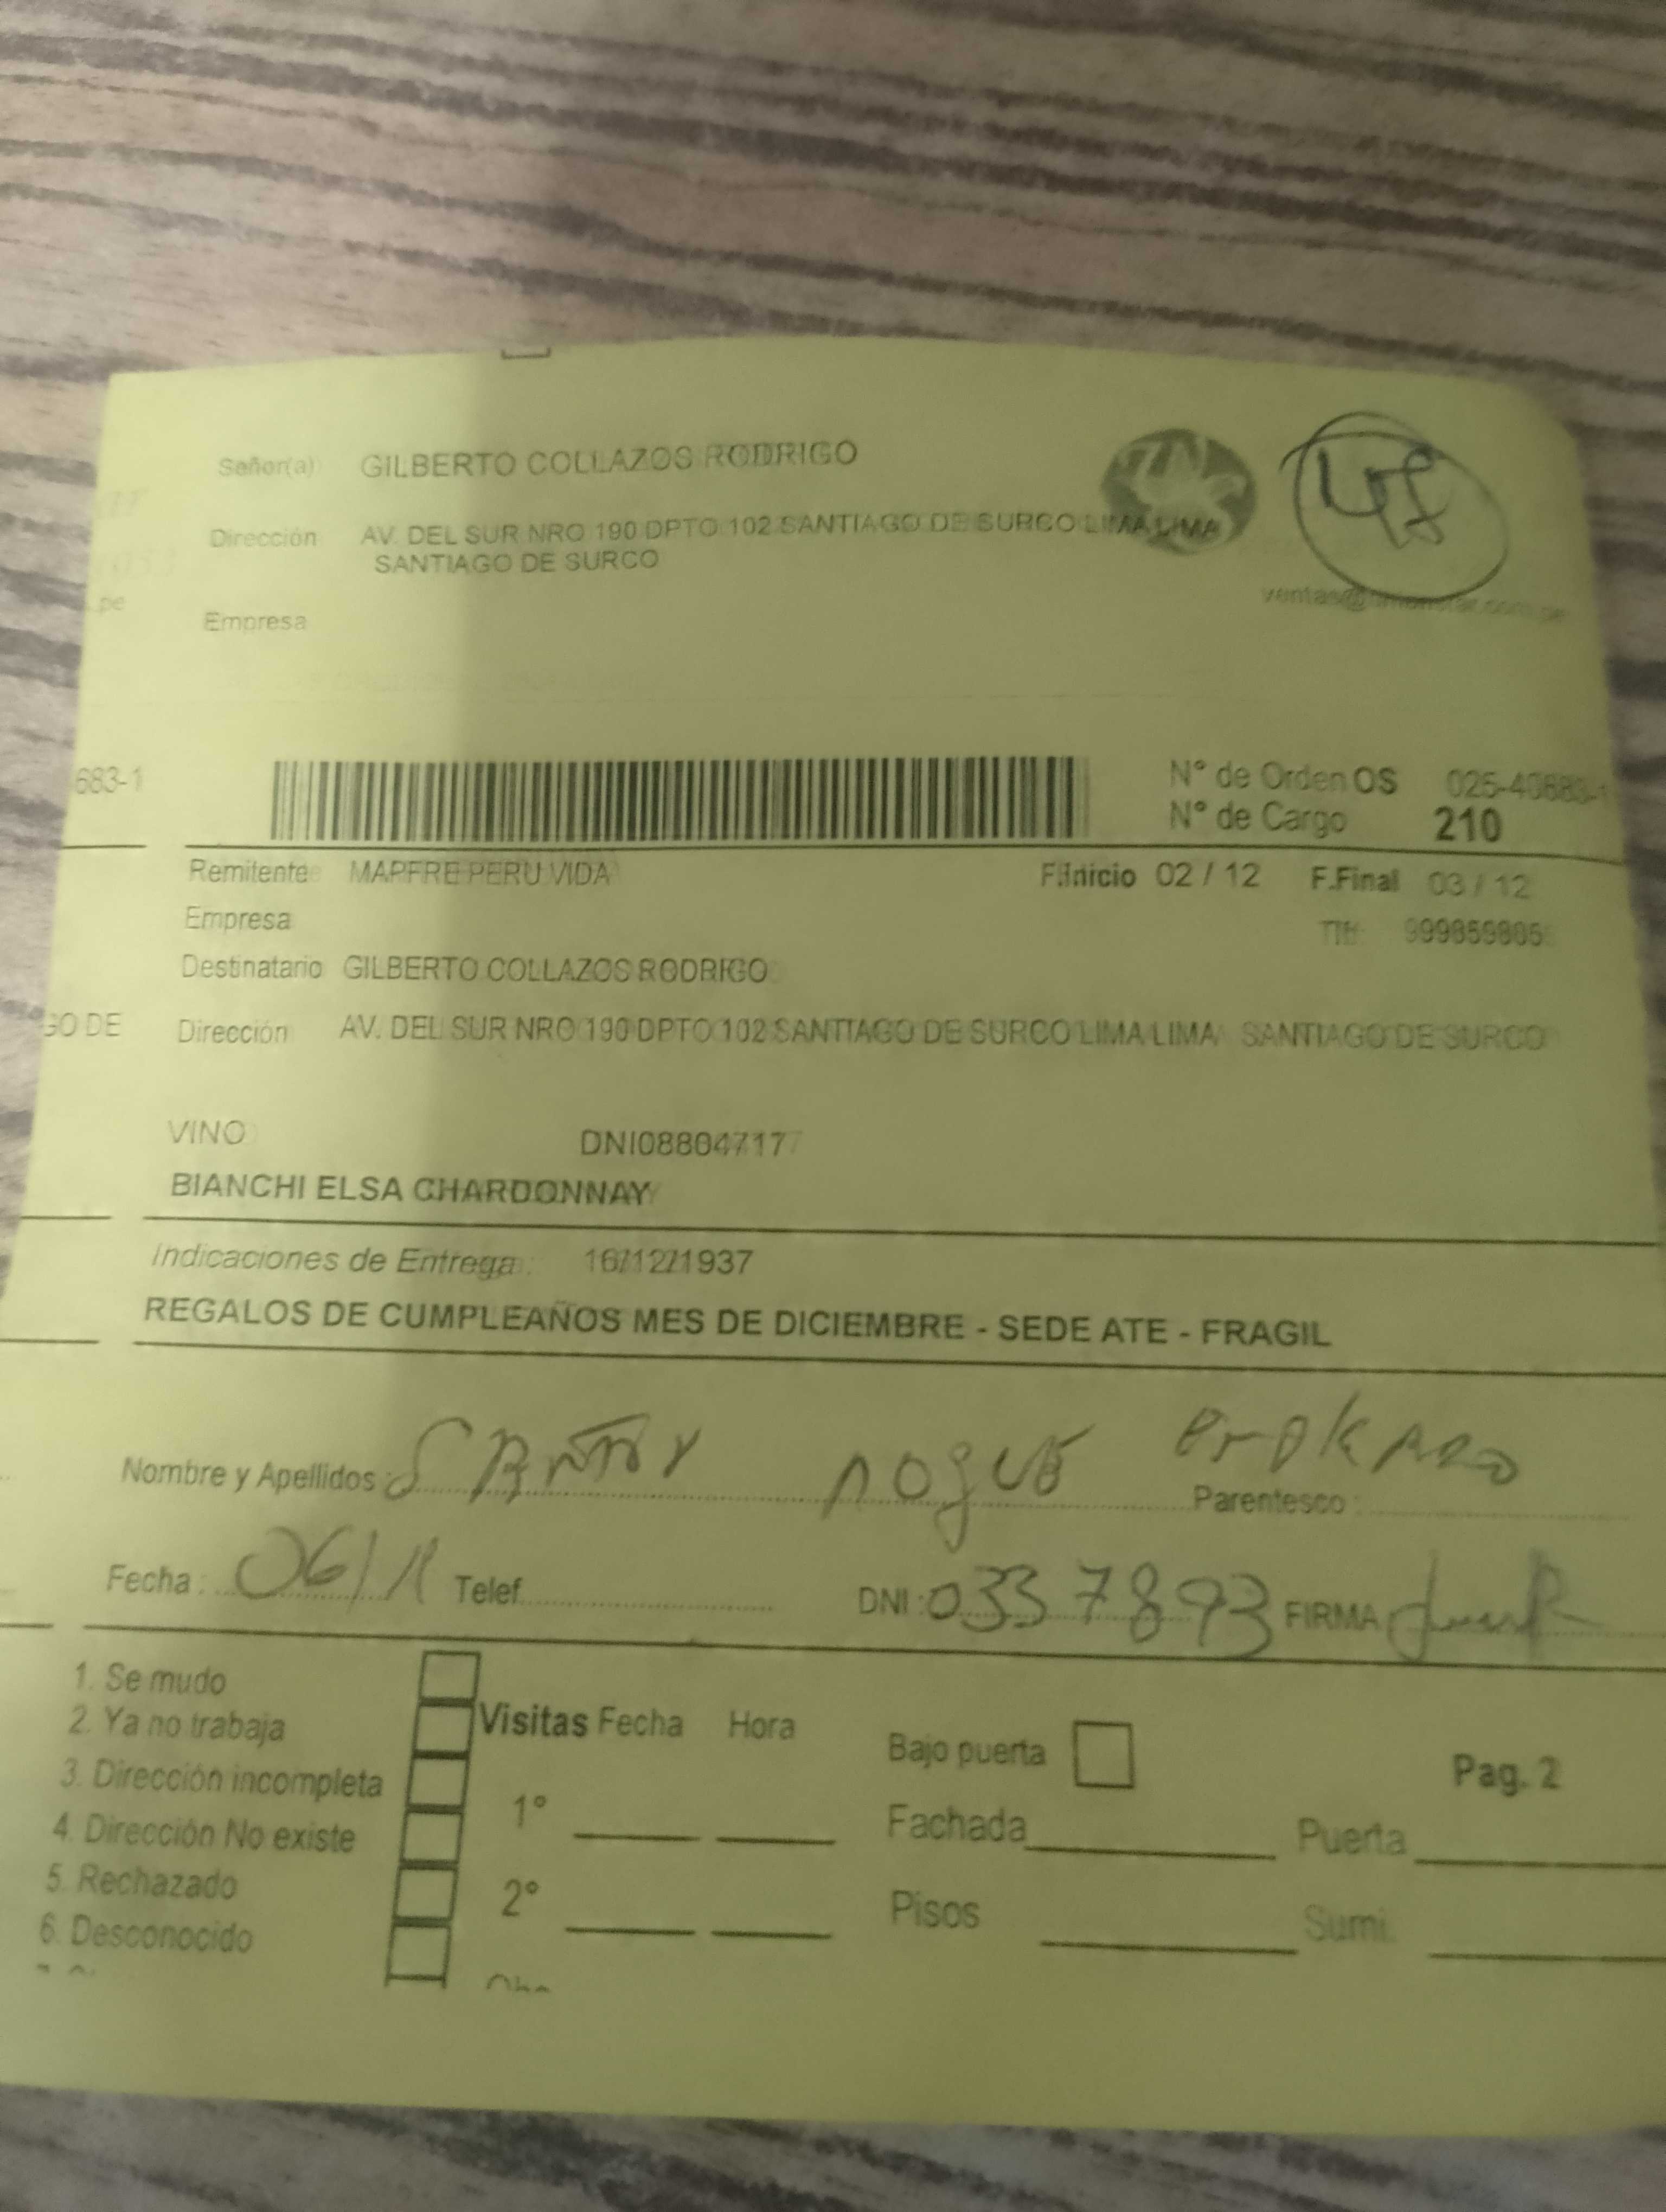 Señor(a) GILBERTO COLLAZOS RODRIGO
Dirección AV. DEL SUR NRO 190 DPTO 102 SANTIAGO DE SURCO LIMA LIMA
SANTIAGO DE SURCO
.pe
Empresa
683-1
N° de Orden OS 025-40683-1
N° de Cargo 210
Remitente MAPFRE PERU VIDA F.Inicio 02 / 12 F.Final 03 / 12
Empresa 999859805
Destinatario GILBERTO COLLAZOS RODRIGO
GO DE Dirección AV. DEL SUR NRO 190 DPTO 102 SANTIAGO DE SURCO LIMA LIMA SANTIAGO DE SURCO
VINO DNI08804717
BIANCHI ELSA CHARDONNAY
Indicaciones de Entrega: 16/12/1937
REGALOS DE CUMPLEAÑOS MES DE DICIEMBRE - SEDE ATE - FRAGIL
Nombre y Apellidos: Parentesco:
Fecha: 06/ Telef. DNI: 0337893 FIRMA
1. Se mudo
2. Ya no trabaja Visitas Fecha Hora Bajo puerta Pag. 2
3. Dirección incompleta 1° Fachada Puerta
4. Dirección No existe
5. Rechazado 2° Pisos Sumi.
6. Desconocido